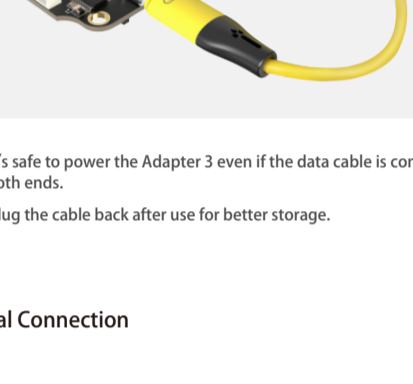 's safe to power the Adapter 3 even if the data cable is cor
oth ends.
lug the cable back after use for better storage.
al Connection